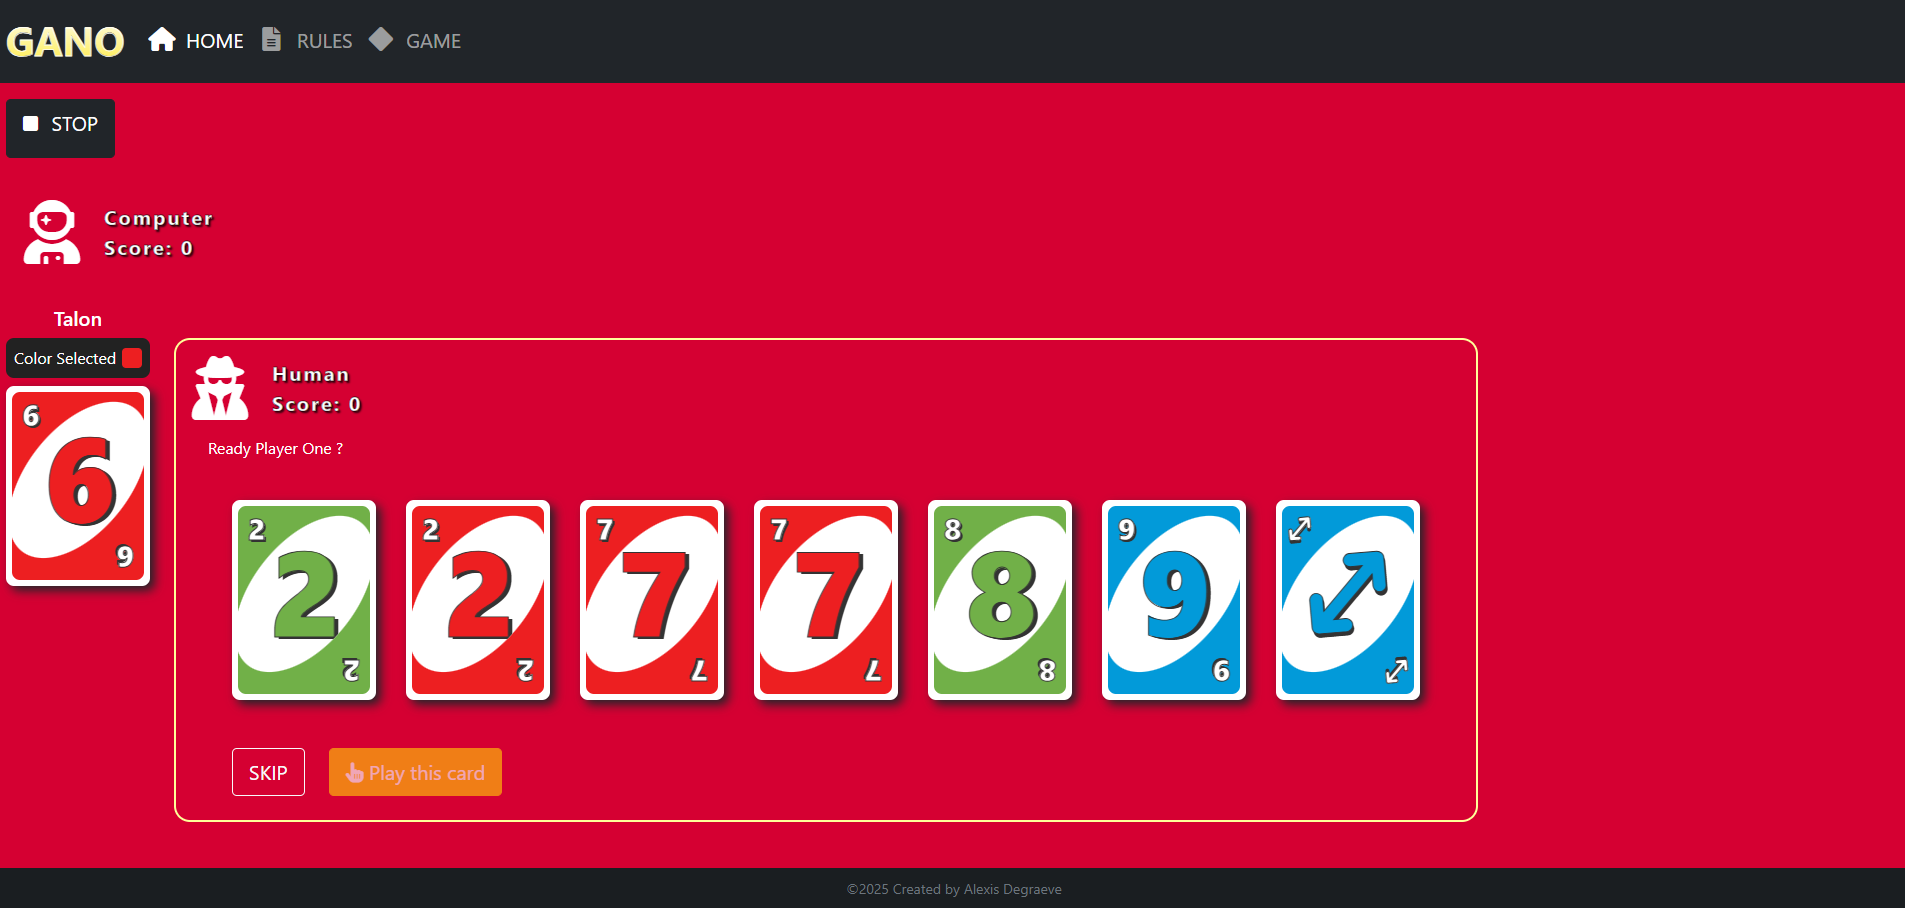 GANO HOME RULES GAME
STOP
Computer
Score: 0
Talon
Color Selected
6
6
6
Human
Score: 0
Ready Player One ?
2 2 7 7 8 9
2 2 7 7 8 9
2 2 7 7 8 9
SKIP Play this card
©2025 Created by Alexis Degraeve